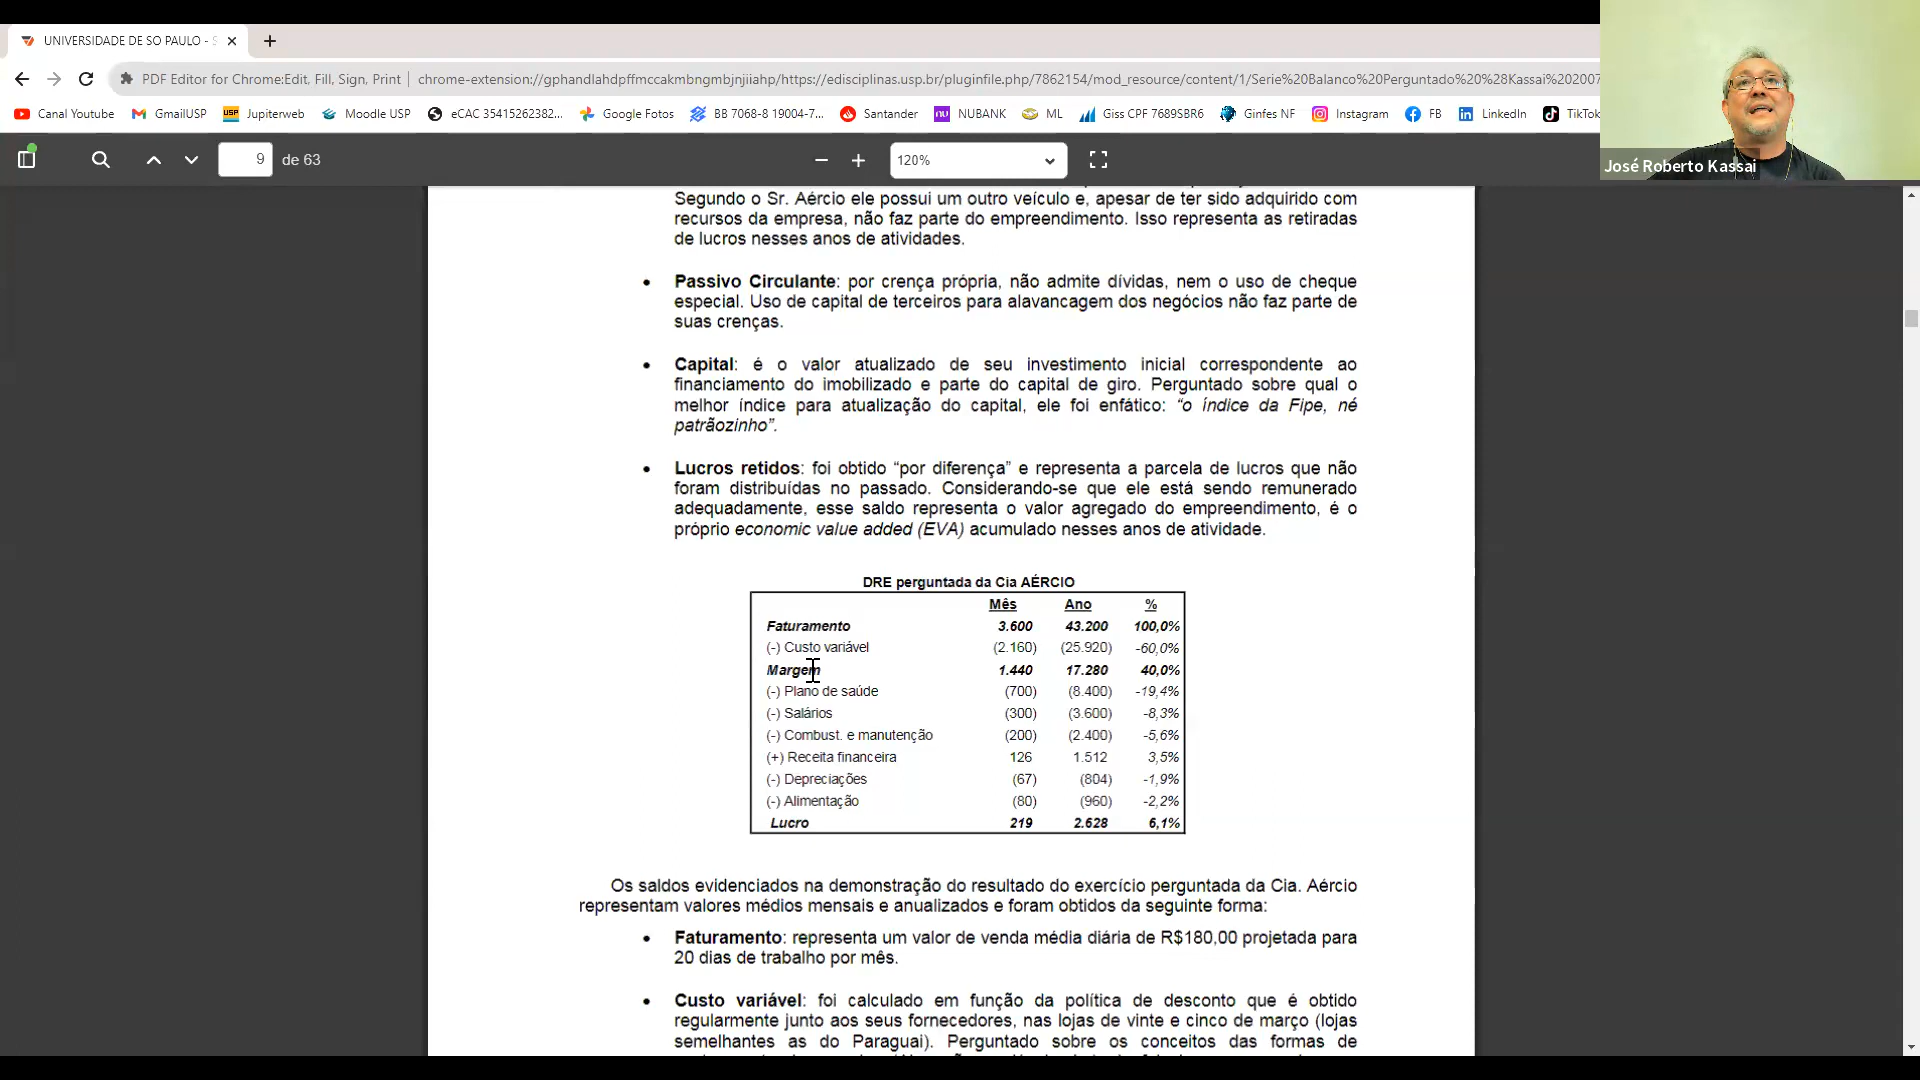 UNIVERSIDADE DE SO PAULO - S
PDF Editor for Chrome:Edit, Fill, Sign, Print | chrome-extension://gphandlahdpffmccakmbngmbjnjiiahp/https://edisciplinas.usp.br/pluginfile.php/7862154/mod_resource/content/1/Serie%20Balanco%20Perguntado%20%28Kassai%202007
Canal Youtube GmailUSP Jupiterweb Moodle USP eCAC 35415262382... Google Fotos BB 7068-8 19004-7... Santander NUBANK ML Giss CPF 7689SBR6 Ginfes NF Instagram FB LinkedIn TikTok
José Roberto Kassai
9 de 63 120%
Segundo o Sr. Aércio ele possui um outro veículo e, apesar de ter sido adquirido com
recursos da empresa, não faz parte do empreendimento. Isso representa as retiradas
de lucros nesses anos de atividades.
• Passivo Circulante: por crença própria, não admite dívidas, nem o uso de cheque
especial. Uso de capital de terceiros para alavancagem dos negócios não faz parte de
suas crenças.
• Capital: é o valor atualizado de seu investimento inicial correspondente ao
financiamento do imobilizado e parte do capital de giro. Perguntado sobre qual o
melhor índice para atualização do capital, ele foi enfático: “o índice da Fipe, né
patrãozinho”.
• Lucros retidos: foi obtido “por diferença” e representa a parcela de lucros que não
foram distribuídas no passado. Considerando-se que ele está sendo remunerado
adequadamente, esse saldo representa o valor agregado do empreendimento, é o
próprio economic value added (EVA) acumulado nesses anos de atividade.
DRE perguntada da Cia AÉRCIO
Mês Ano %
Faturamento 3.600 43.200 100,0%
(-) Custo variável (2.160) (25.920) -60,0%
Margem 1.440 17.280 40,0%
(-) Plano de saúde (700) (8.400) -19,4%
(-) Salários (300) (3.600) -8,3%
(-) Combust. e manutenção (200) (2.400) -5,6%
(+) Receita financeira 126 1.512 3,5%
(-) Depreciações (67) (804) -1,9%
(-) Alimentação (80) (960) -2,2%
Lucro 219 2.628 6,1%
Os saldos evidenciados na demonstração do resultado do exercício perguntada da Cia. Aércio
representam valores médios mensais e anualizados e foram obtidos da seguinte forma:
• Faturamento: representa um valor de venda média diária de R$180,00 projetada para
20 dias de trabalho por mês.
• Custo variável: foi calculado em função da política de desconto que é obtido
regularmente junto aos seus fornecedores, nas lojas de vinte e cinco de março (lojas
semelhantes as do Paraguai). Perguntado sobre os conceitos das formas de